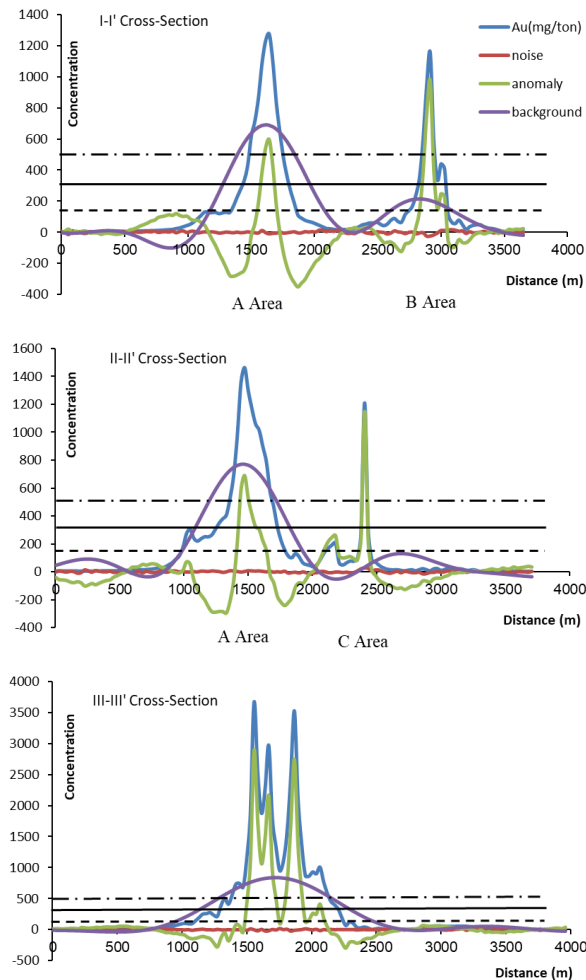 I-I' Cross-Section
Concentration
1400
1200
1000
800
600
400
200
0
-200
-400
0 500 1000 1500 2000 2500 3000 3500 4000
Au(mg/ton)
noise
anomaly
background
Distance (m)
A Area B Area
II-II' Cross-Section
Concentration
1600
1400
1200
1000
800
600
400
200
0
-200
-400
0 500 1000 1500 2000 2500 3000 3500 4000
Distance (m)
A Area C Area
III-III' Cross-Section
Concentration
4000
3500
3000
2500
2000
1500
1000
500
0
-500
0 500 1000 1500 2000 2500 3000 3500 4000
Distance (m)